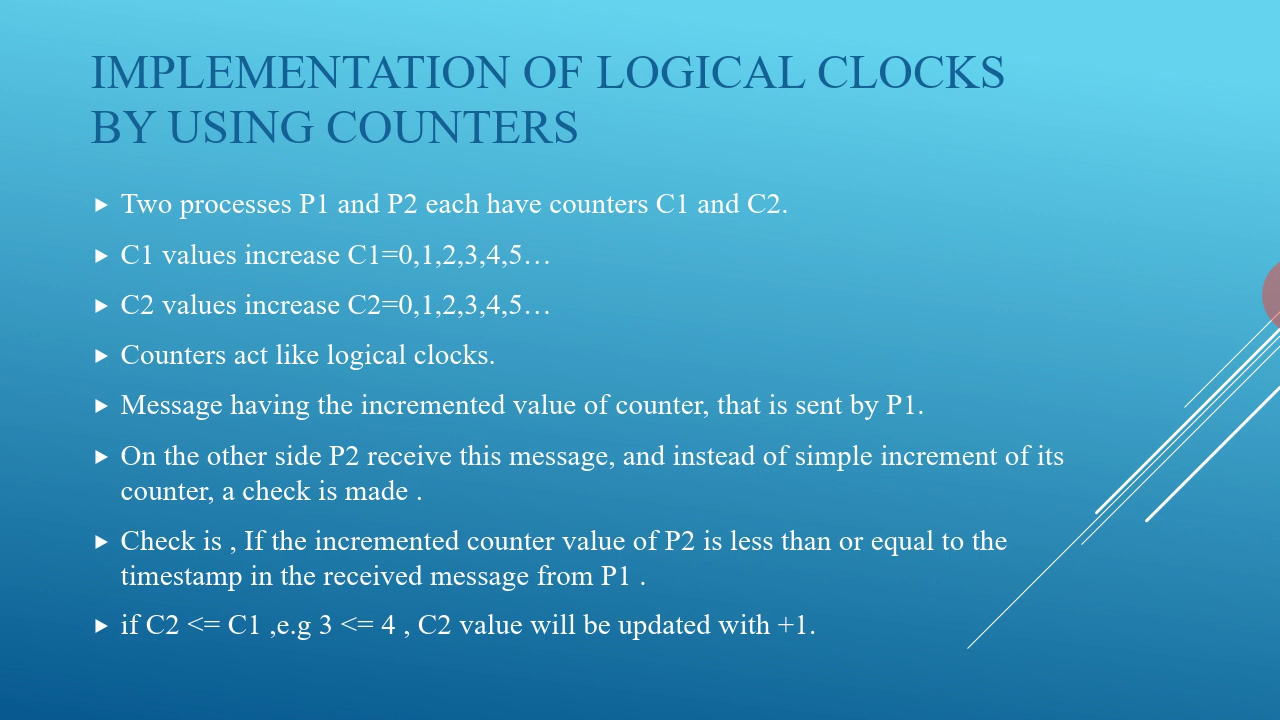 IMPLEMENTATION OF LOGICAL CLOCKS
BY USING COUNTERS
Two processes P1 and P2 each have counters C1 and C2.
C1 values increase C1=0,1,2,3,4,5…
C2 values increase C2=0,1,2,3,4,5…
Counters act like logical clocks.
Message having the incremented value of counter, that is sent by P1.
On the other side P2 receive this message, and instead of simple increment of its
counter, a check is made .
Check is , If the incremented counter value of P2 is less than or equal to the
timestamp in the received message from P1 .
if C2 <= C1 ,e.g 3 <= 4 , C2 value will be updated with +1.